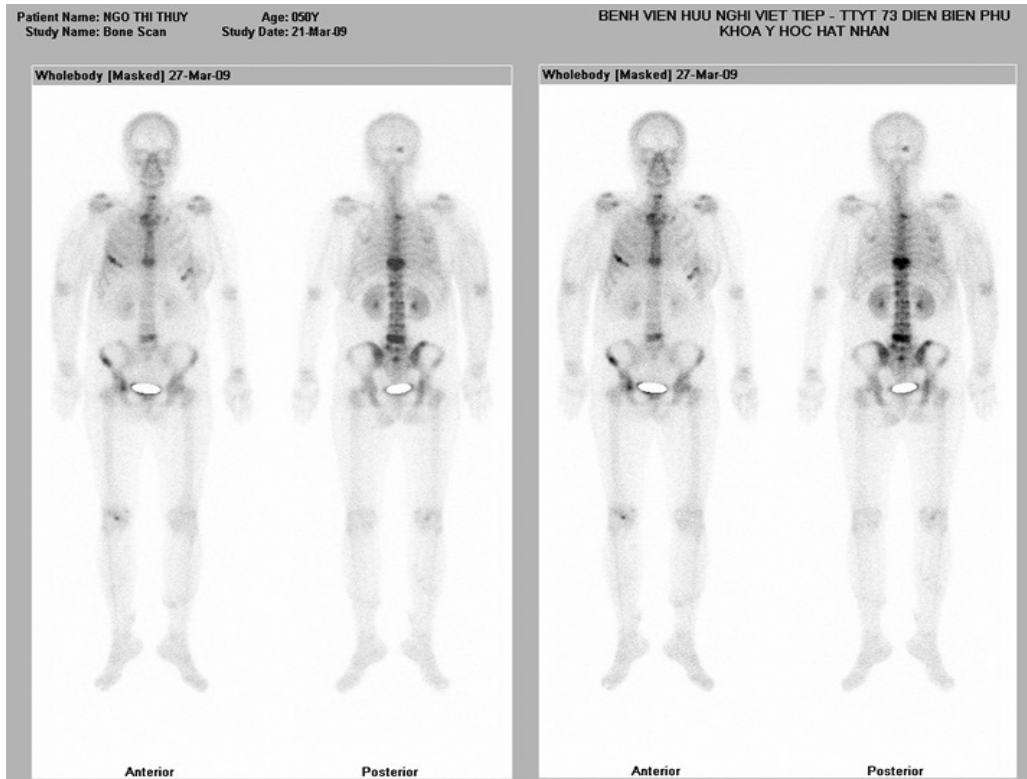 Patient Name: NGO THI THUY Age: 050Y
Study Name: Bone Scan Study Date: 21-Mar-09
BENH VIEN HUU NGHI VIET TIEP - TTYT 73 DIEN BIEN PHU
KHOA Y HOC HAT NHAN
Wholebody [Masked] 27-Mar-09
Anterior Posterior
Wholebody [Masked] 27-Mar-09
Anterior Posterior